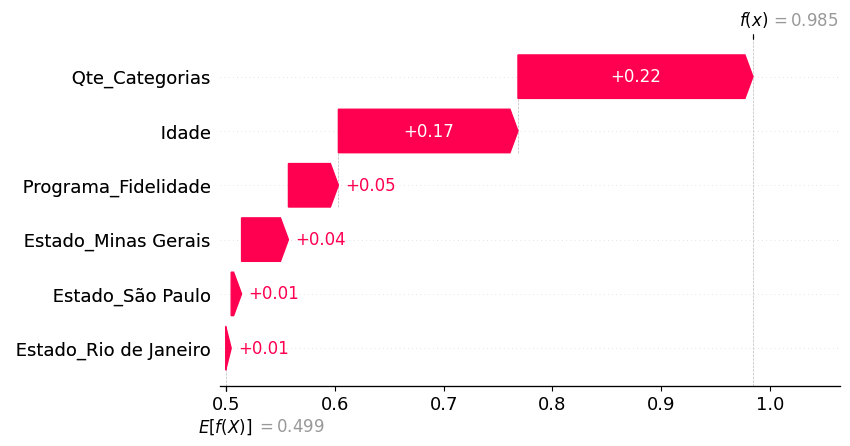 f(x) = 0.985
Qte_Categorias +0.22
Idade +0.17
Programa_Fidelidade +0.05
Estado_Minas Gerais +0.04
Estado_São Paulo +0.01
Estado_Rio de Janeiro +0.01
0.5 0.6 0.7 0.8 0.9 1.0
E[f(X)] = 0.499